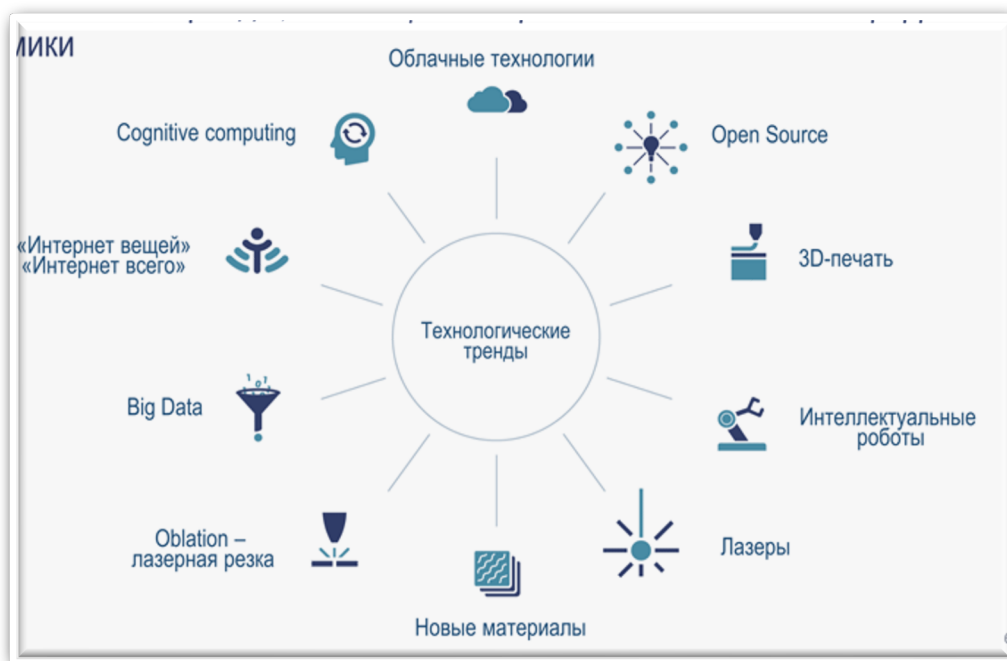 МИКИ
Облачные технологии
Cognitive computing
Open Source
«Интернет вещей»
«Интернет всего»
3D-печать
Технологические
тренды
Big Data
Интеллектуальные
роботы
Oblation –
лазерная резка
Лазеры
Новые материалы